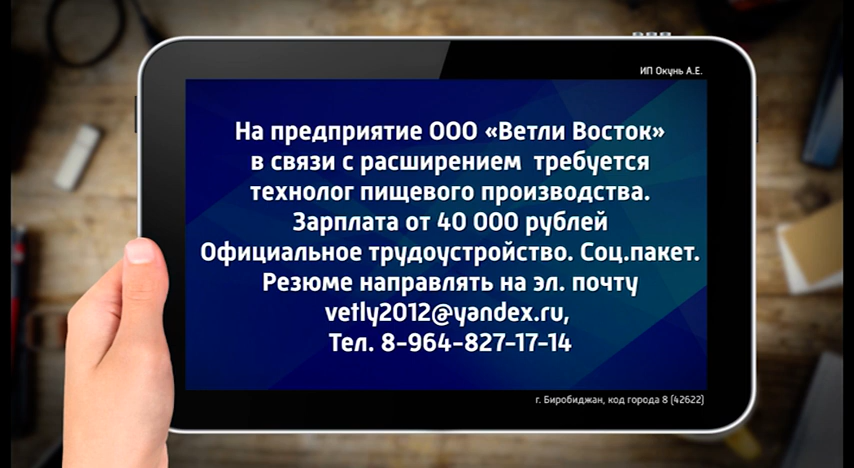 ИП Окунь А.Е.
На предприятие ООО «Ветли Восток»
в связи с расширением требуется
технолог пищевого производства.
Зарплата от 40 000 рублей
Официальное трудоустройство. Соц.пакет.
Резюме направлять на эл. почту
vetly2012@yandex.ru,
Тел. 8-964-827-17-14
г. Биробиджан, код города 8 (42622)